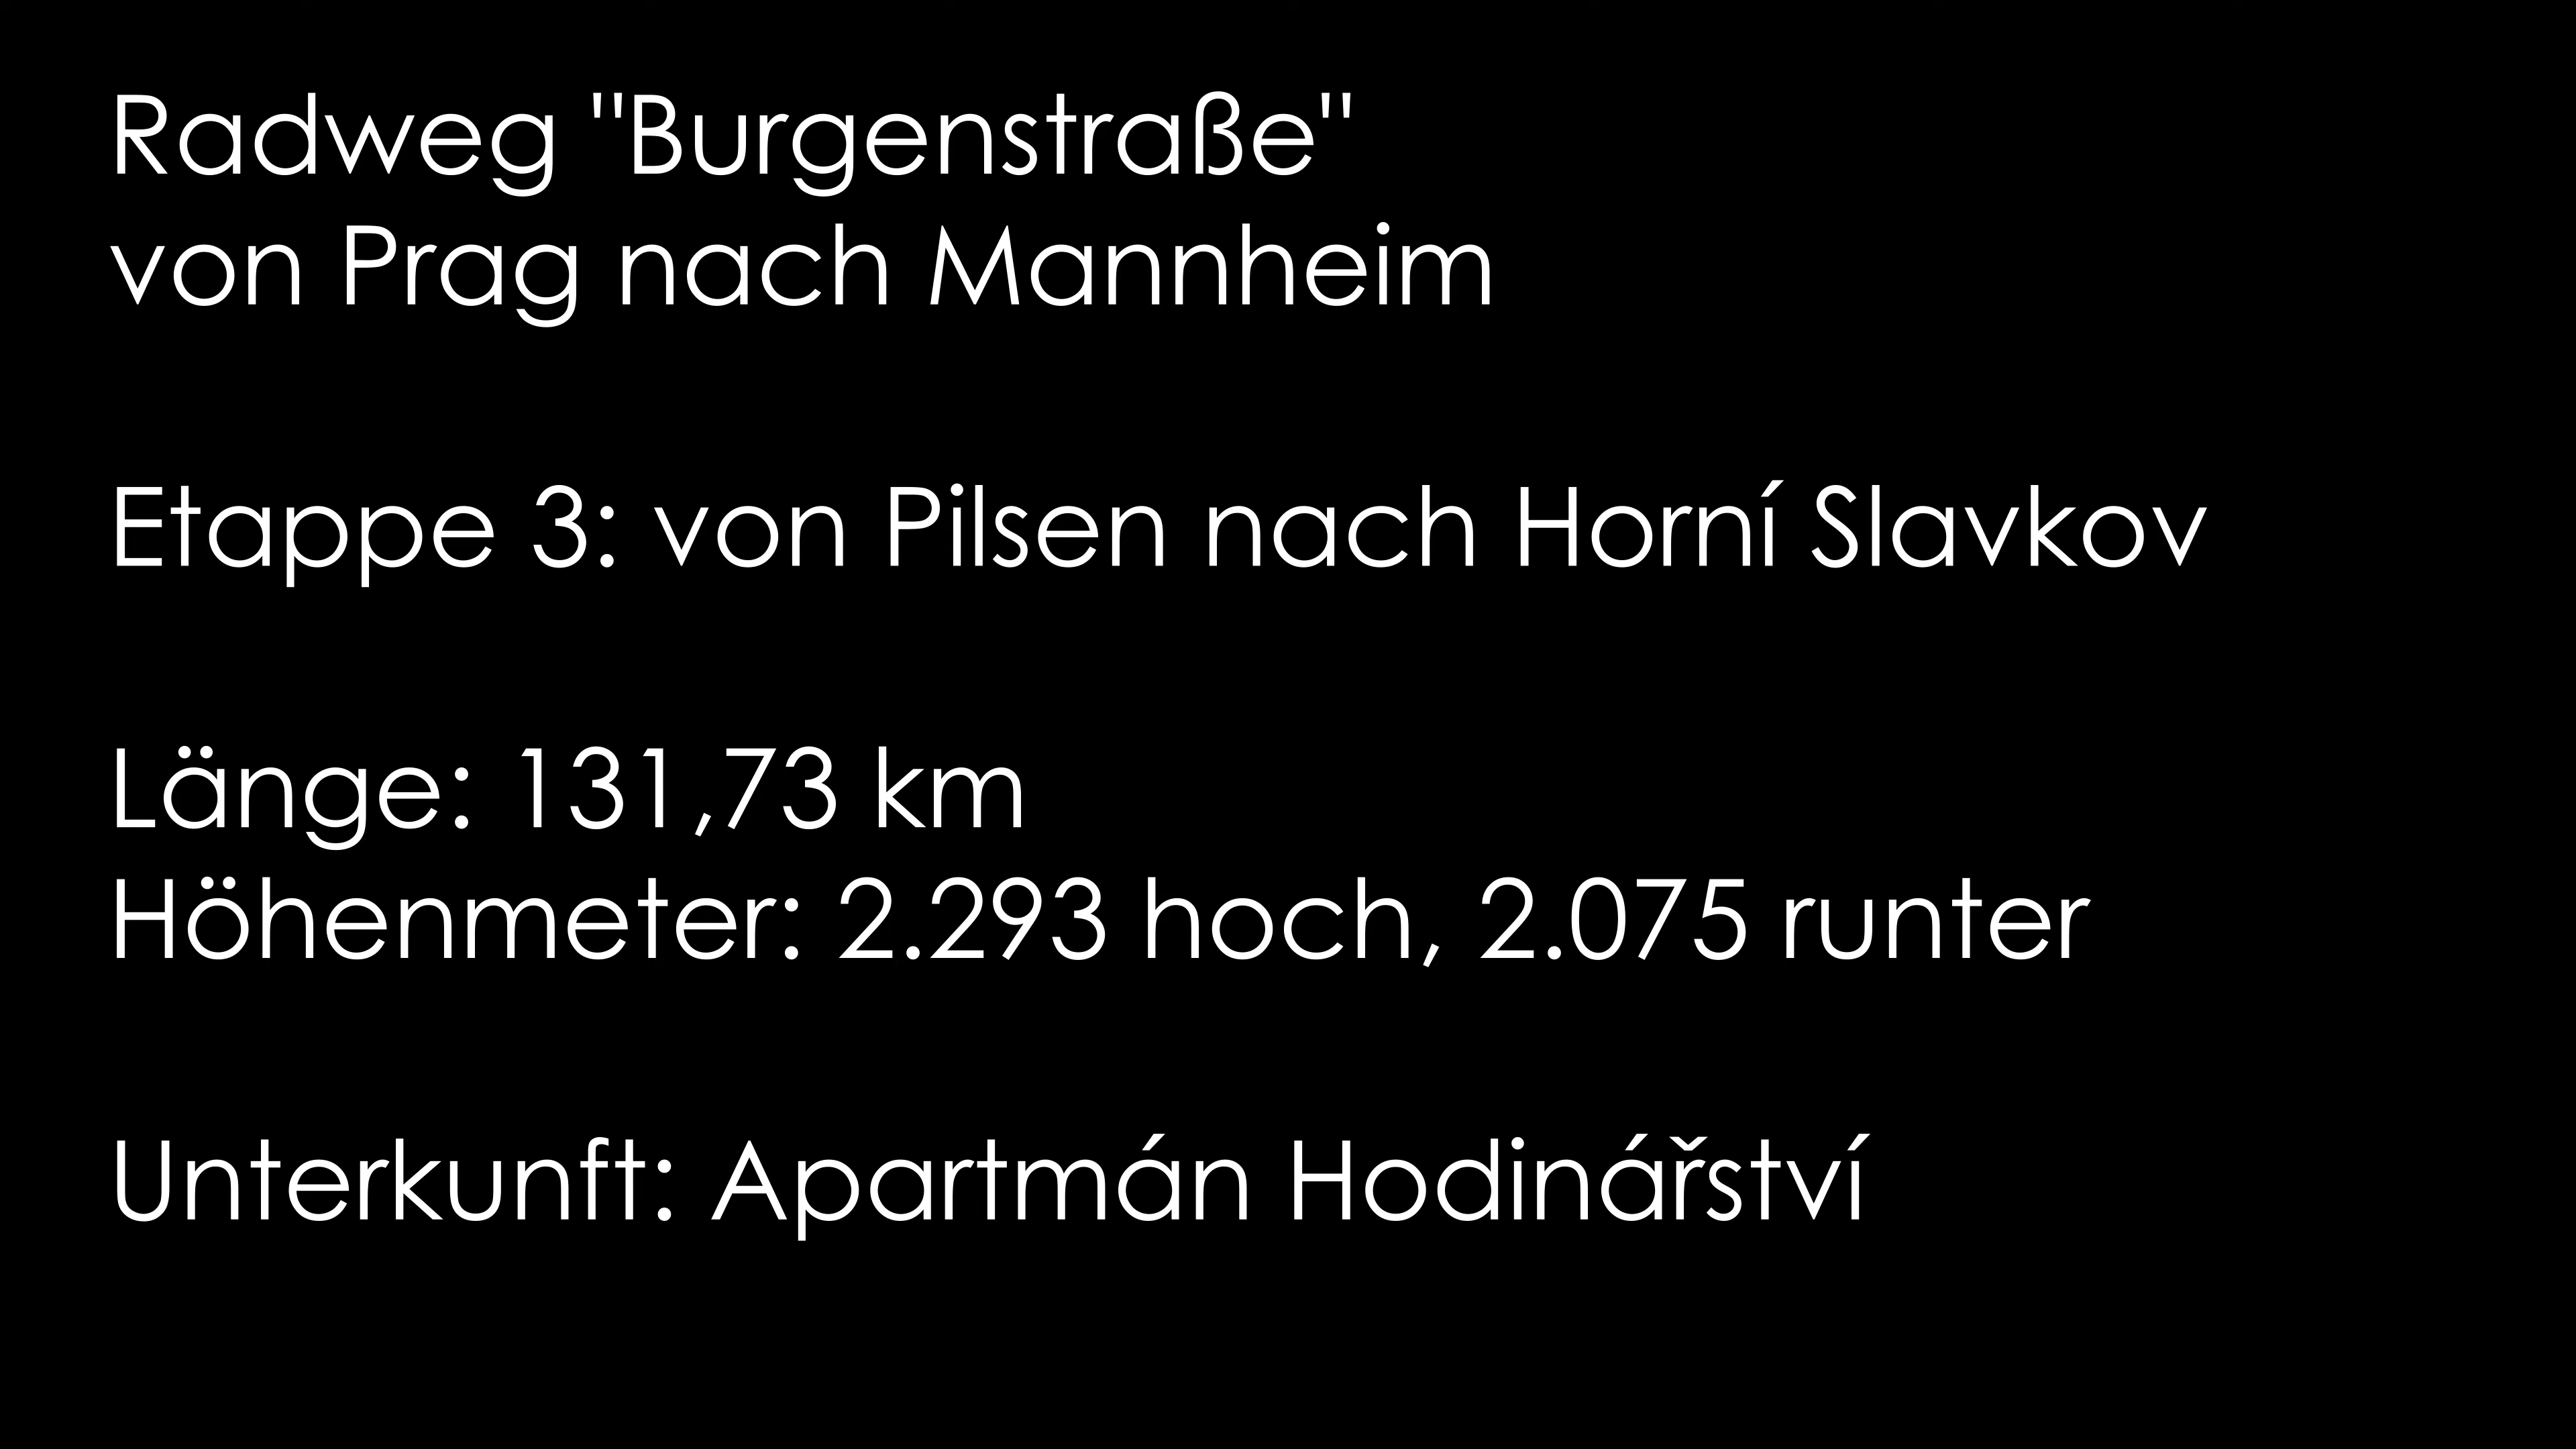 Radweg "Burgenstraße"
von Prag nach Mannheim
Etappe 3: von Pilsen nach Horní Slavkov
Länge: 131,73 km
Höhenmeter: 2.293 hoch, 2.075 runter
Unterkunft: Apartmán Hodinářství